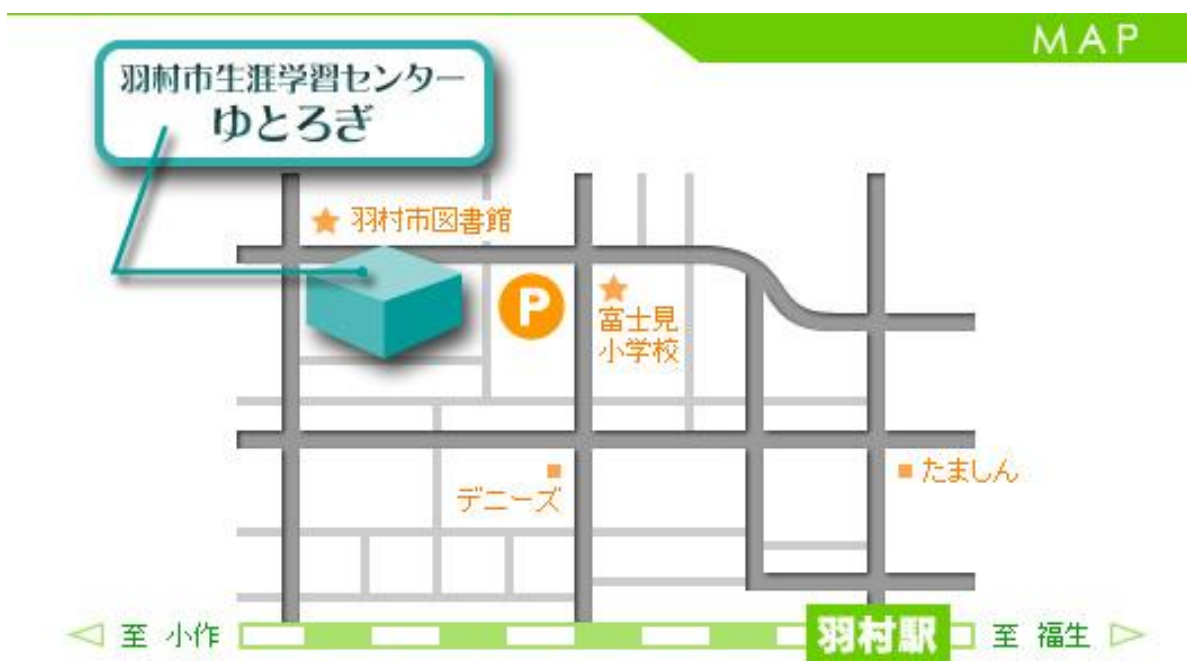 MAP
羽村市生涯学習センター
ゆとろぎ
羽村市図書館
P
富士見
小学校
デニーズ
たましん
至 小作
羽村駅
至 福生